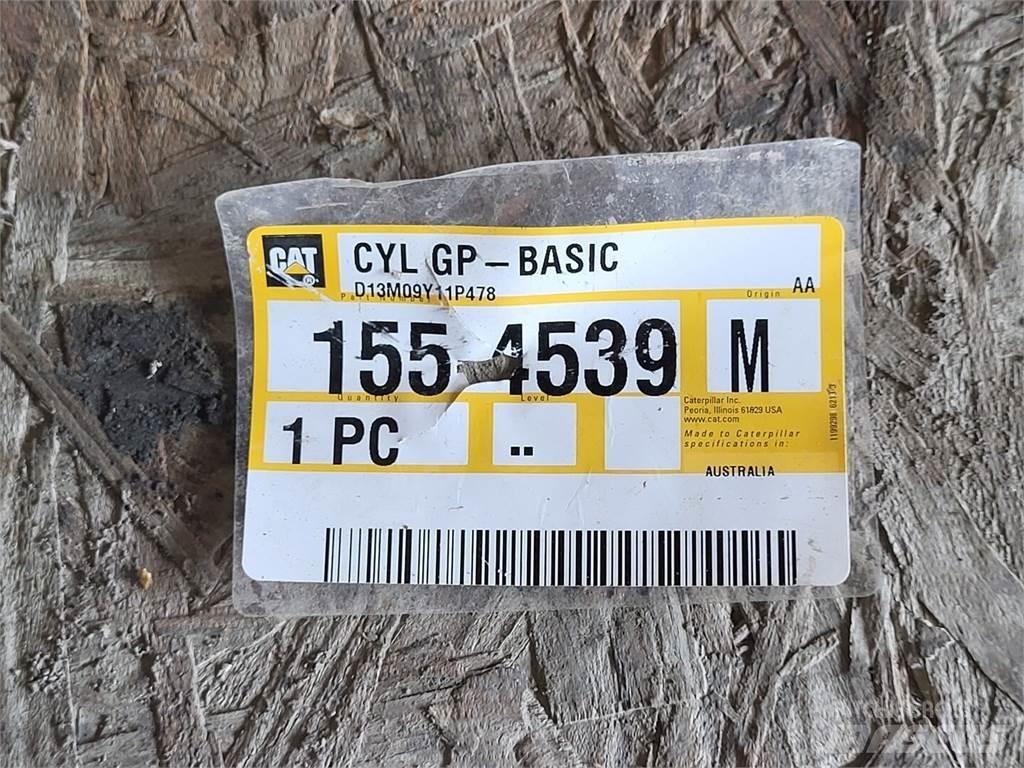 CAT®
CYL GP – BASIC
D13M09Y11P478
AA
Part Number
Origin
155-4539
M
Quantity
Level
1 PC
..
Caterpillar Inc.
Peoria, Illinois 61629 USA
www.cat.com
Made to Caterpillar
specifications in:
AUSTRALIA